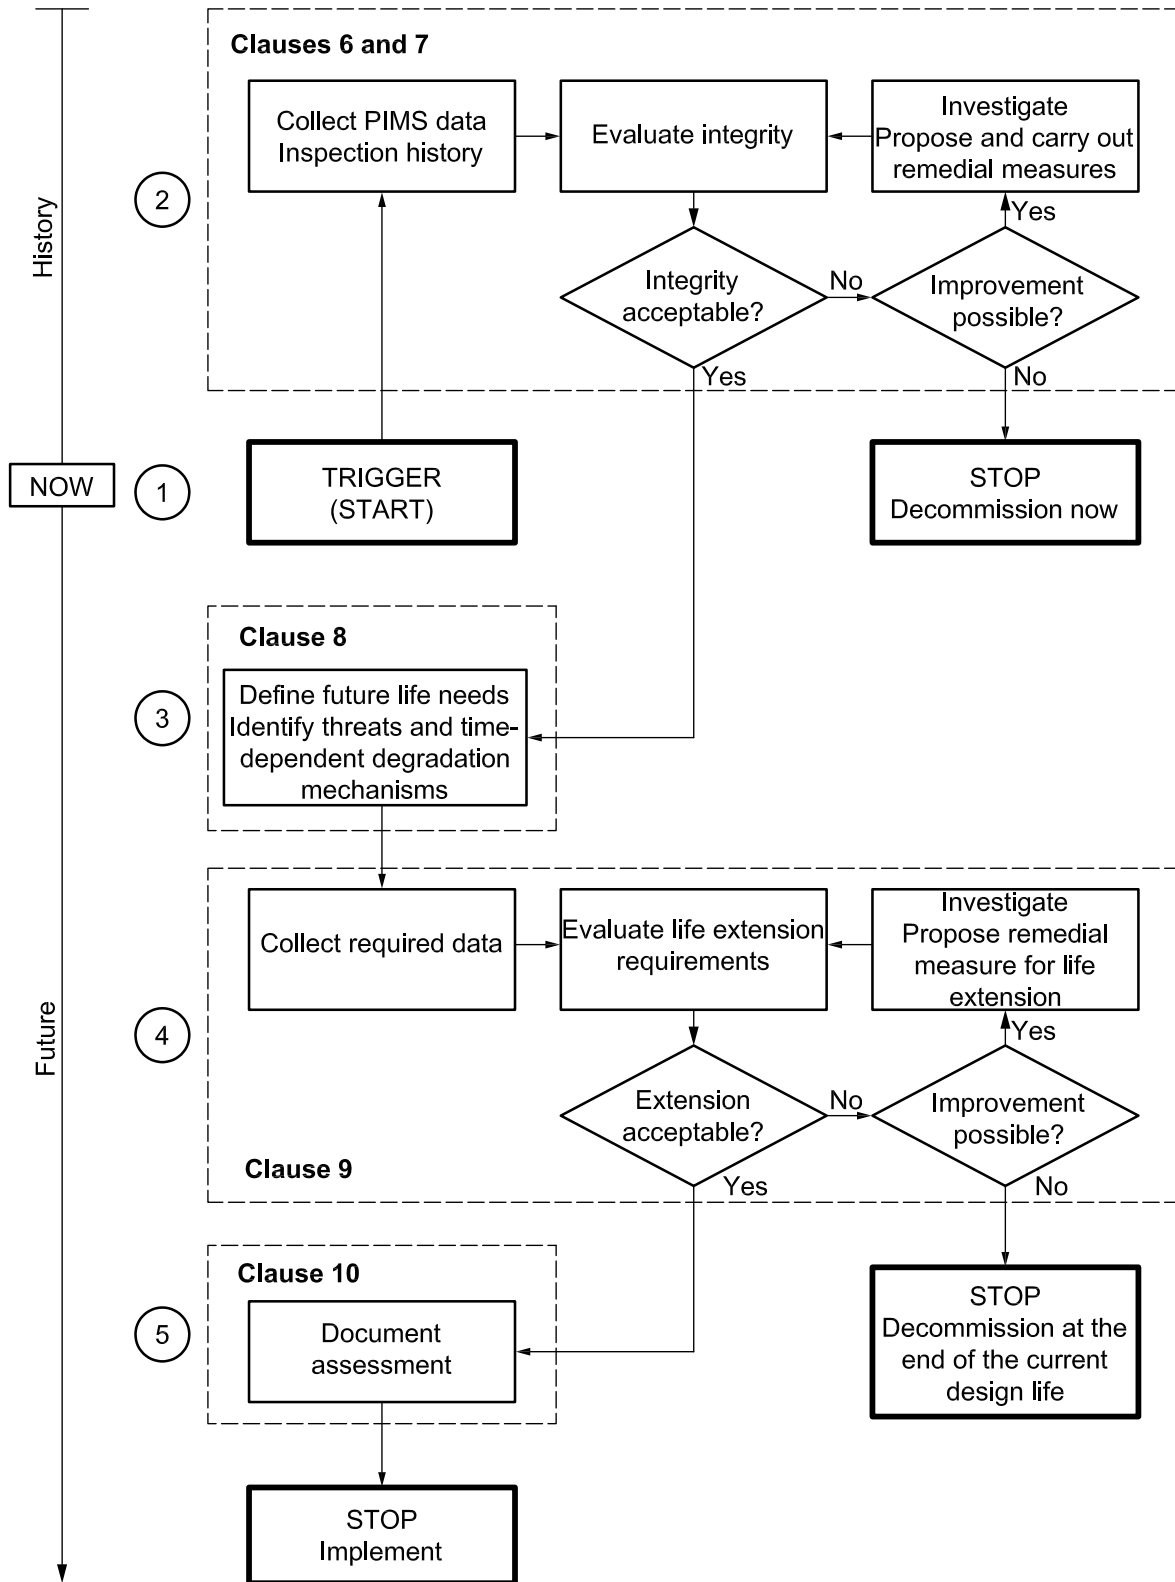 Clauses 6 and 7
Collect PIMS data
Inspection history
Evaluate integrity
Investigate
Propose and carry out
remedial measures
2
History
Yes
Integrity
acceptable?
No
Improvement
possible?
Yes
No
NOW
1
TRIGGER
(START)
STOP
Decommission now
Clause 8
3
Define future life needs
Identify threats and time-
dependent degradation
mechanisms
Future
4
Collect required data
Evaluate life extension
requirements
Investigate
Propose remedial
measure for life
extension
Yes
Extension
acceptable?
No
Improvement
possible?
Clause 9
Yes
No
Clause 10
5
Document
assessment
STOP
Decommission at the
end of the current
design life
STOP
Implement